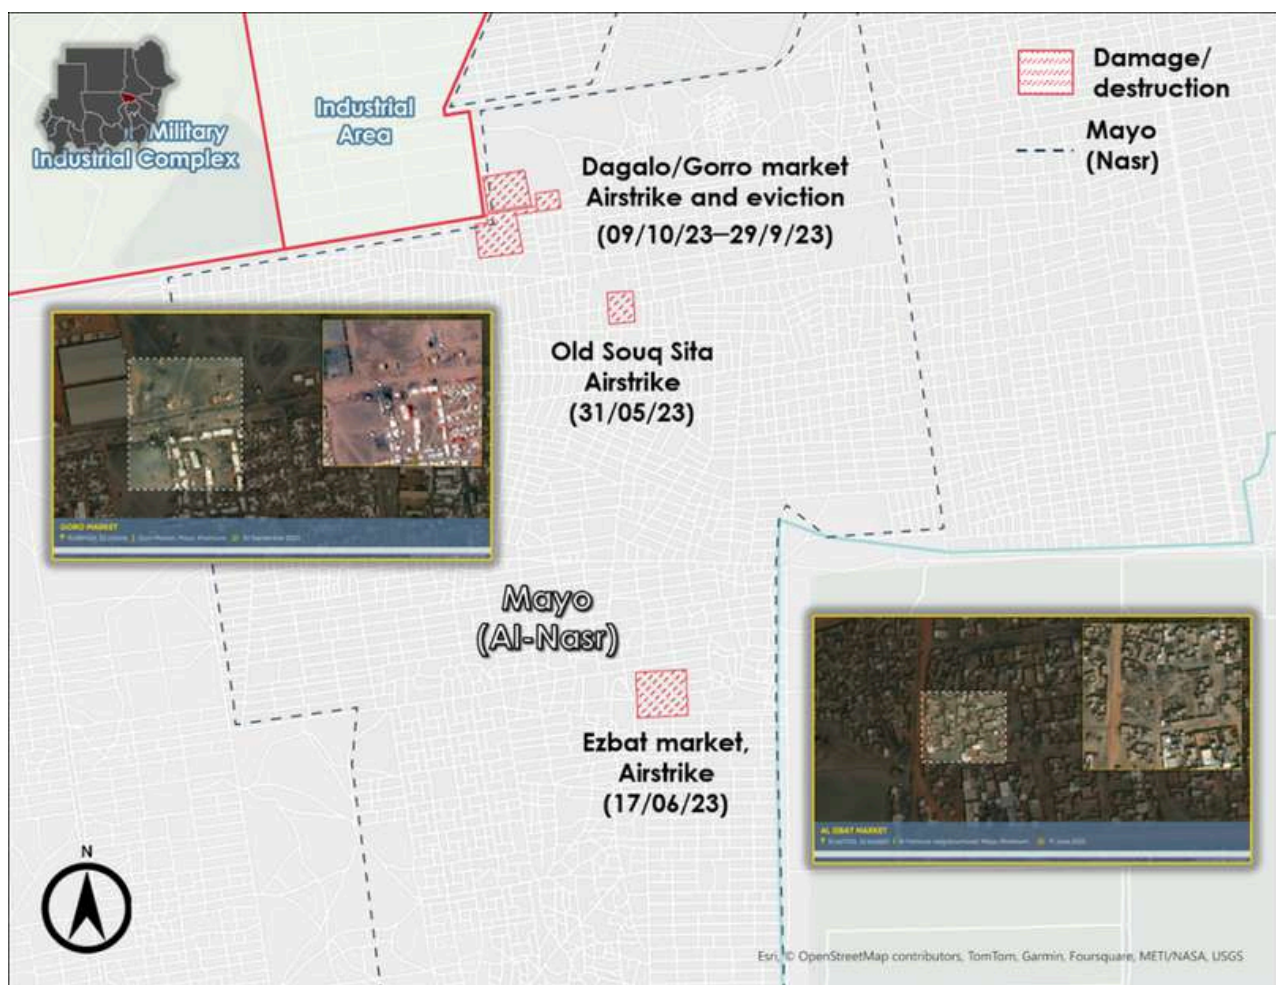 Military
Industrial Complex
Industrial
Area
Damage/
destruction
Mayo
(Nasr)
Dagalo/Gorro market
Airstrike and eviction
(09/10/23–29/9/23)
Old Souq Sita
Airstrike
(31/05/23)
GORO MARKET
Mayo
(Al-Nasr)
Ezbat market,
Airstrike
(17/06/23)
AL EZBAT MARKET
N
Esri, © OpenStreetMap contributors, TomTom, Garmin, Foursquare, METI/NASA, USGS